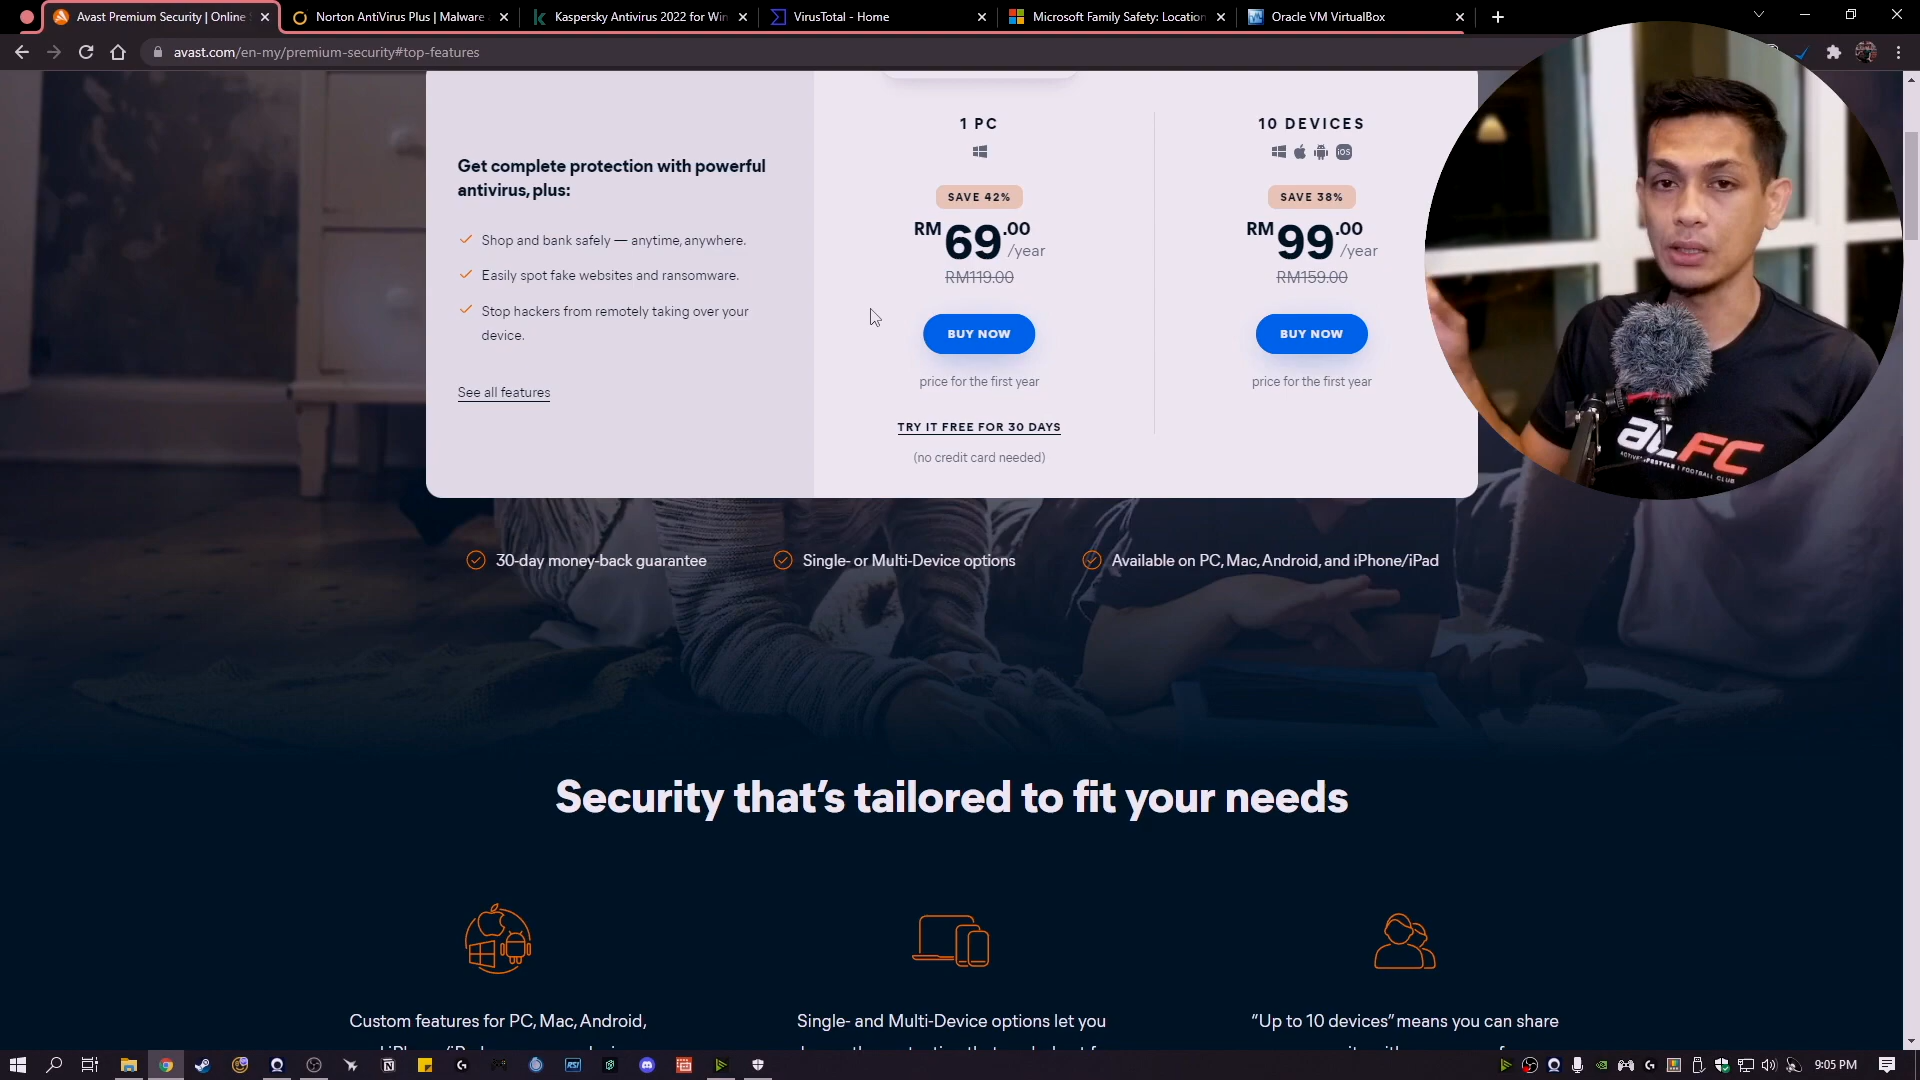 Avast Premium Security | Online
Norton AntiVirus Plus | Malware
Kaspersky Antivirus 2022 for Win
VirusTotal - Home
Microsoft Family Safety: Location
Oracle VM VirtualBox
avast.com/en-my/premium-security#top-features
Get complete protection with powerful
antivirus, plus:
Shop and bank safely — anytime, anywhere.
Easily spot fake websites and ransomware.
Stop hackers from remotely taking over your
device.
See all features
1 PC
SAVE 42%
RM69.00
/year
RM119.00
BUY NOW
price for the first year
TRY IT FREE FOR 30 DAYS
(no credit card needed)
10 DEVICES
iOS
SAVE 38%
RM99.00
/year
RM159.00
BUY NOW
price for the first year
aLFC
FOOTBALL CLUB
30-day money-back guarantee
Single- or Multi-Device options
Available on PC, Mac, Android, and iPhone/iPad
Security that's tailored to fit your needs
Custom features for PC, Mac, Android,
Single- and Multi-Device options let you
“Up to 10 devices” means you can share
9:05 PM